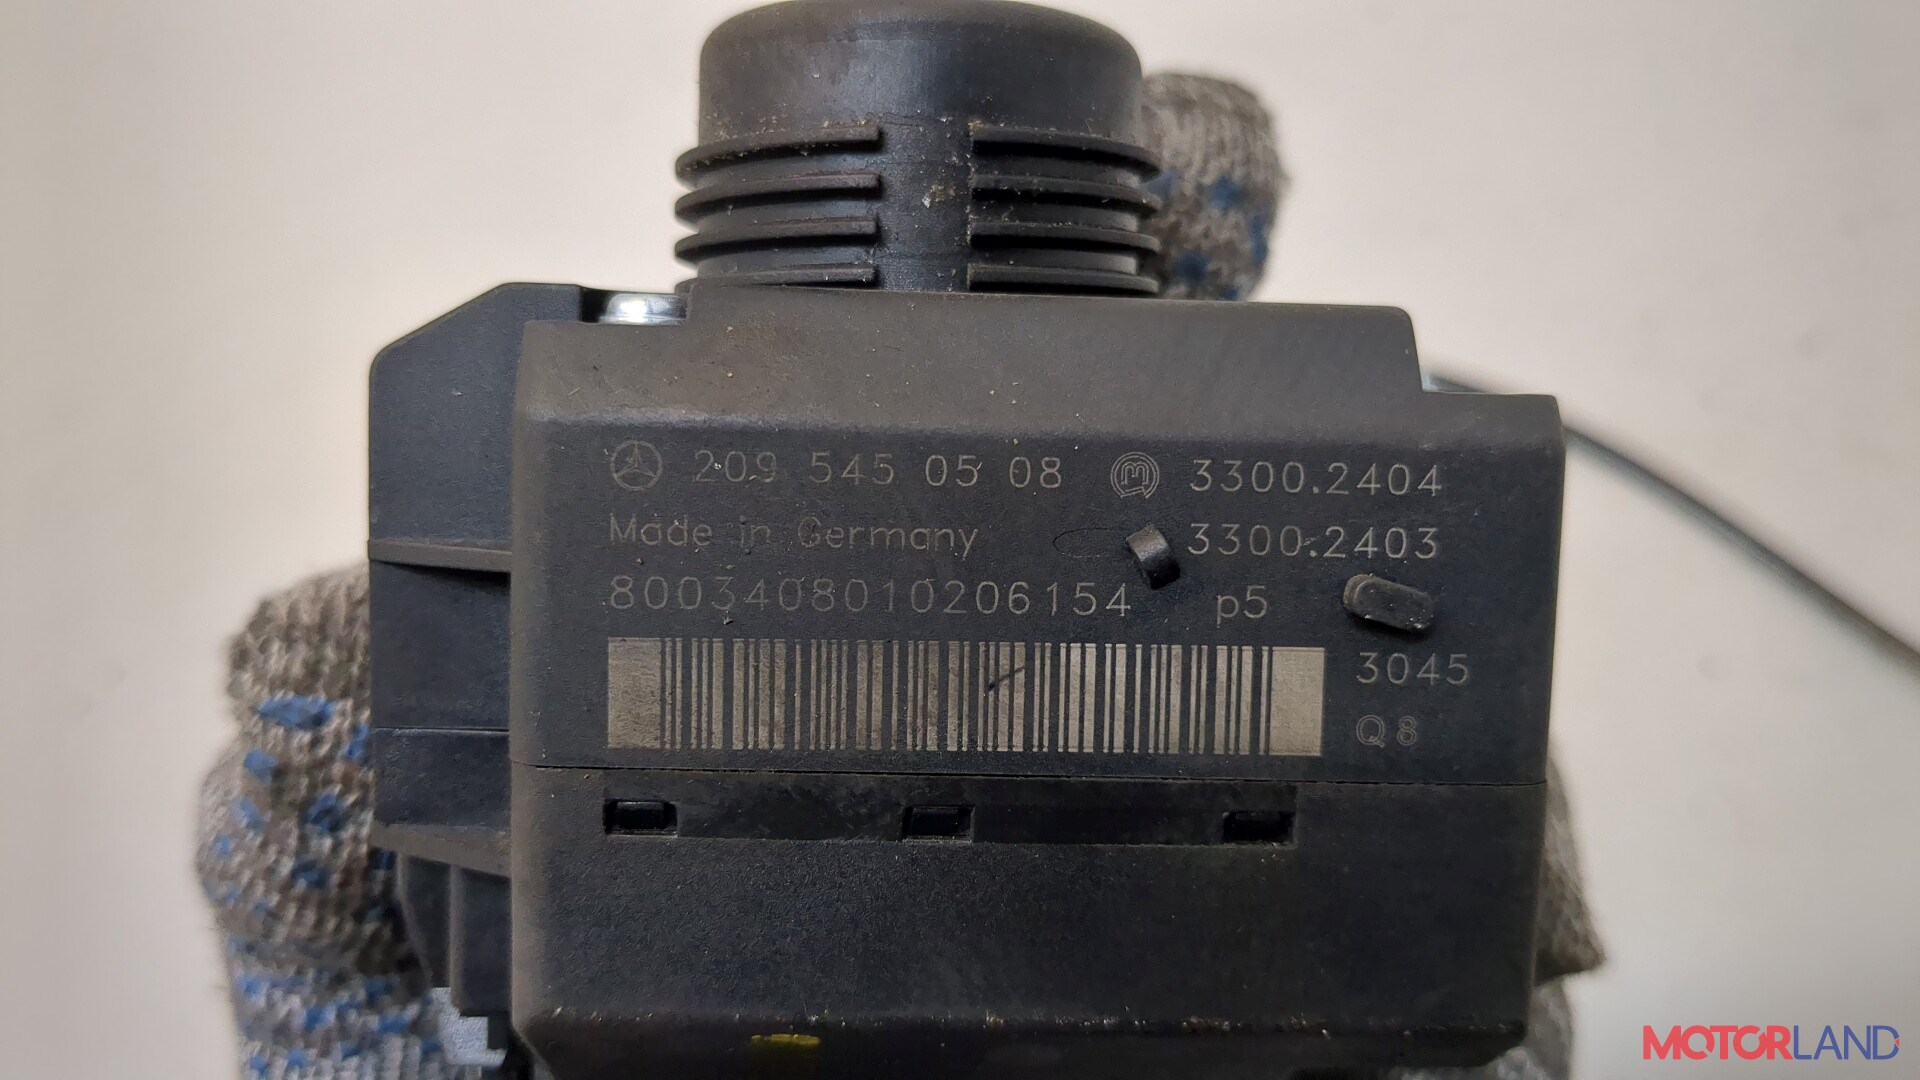 209 545 05 08 3300.2404
Made in Germany 3300.2403
8003408010206154 p5
3045
Q8
MOTORLAND